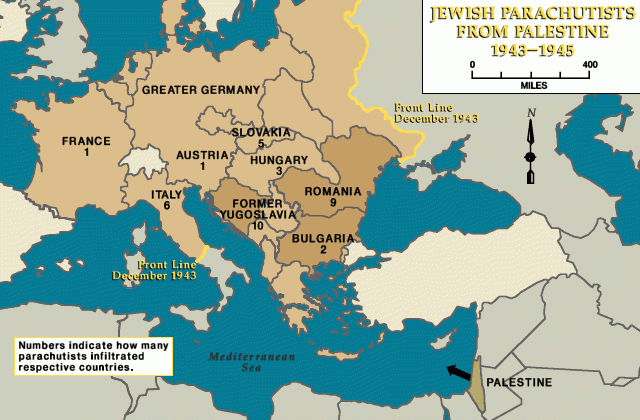 JEWISH PARACHUTISTS
FROM PALESTINE
1943–1945
0 400
MILES
Front Line
December 1943
N
GREATER GERMANY
SLOVAKIA
5
FRANCE
1
AUSTRIA
1
HUNGARY
3
ITALY
6
ROMANIA
9
FORMER
YUGOSLAVIA
10
BULGARIA
2
Front Line
December 1943
Numbers indicate how many
parachutists infiltrated
respective countries.
Mediterranean
Sea
PALESTINE